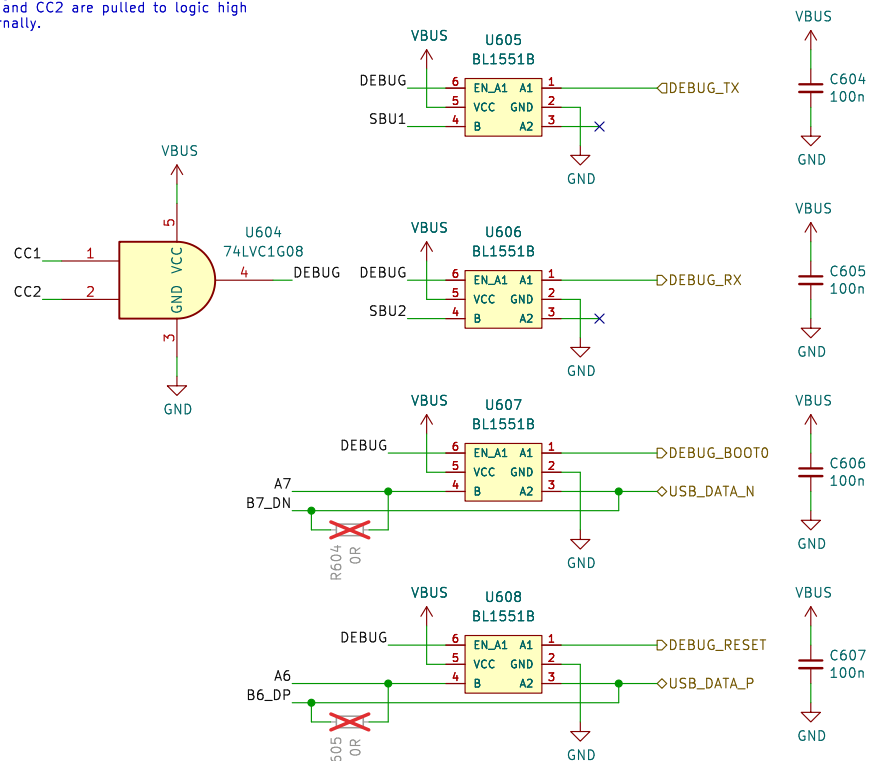 and CC2 are pulled to logic high
VBUS
U605
BL1551B
DEBUG
6
EN_A1
A1
1
DEBUG_TX
5
VCC
GND
2
SBU1
4
B
A2
3
GND
VBUS
C604
100n
GND
VBUS
5
U604
74LVC1G08
CC1
1
VCC
4
DEBUG
CC2
2
GND
3
GND
VBUS
U606
BL1551B
DEBUG
6
EN_A1
A1
1
DEBUG_RX
5
VCC
GND
2
SBU2
4
B
A2
3
GND
VBUS
C605
100n
GND
VBUS
U607
BL1551B
DEBUG
6
EN_A1
A1
1
DEBUG_BOOT0
5
VCC
GND
2
A7
4
B
A2
3
USB_DATA_N
B7_DN
R604
0R
GND
VBUS
C606
100n
GND
VBUS
U608
BL1551B
DEBUG
6
EN_A1
A1
1
DEBUG_RESET
5
VCC
GND
2
A6
4
B
A2
3
USB_DATA_P
B6_DP
605
0R
GND
VBUS
C607
100n
GND